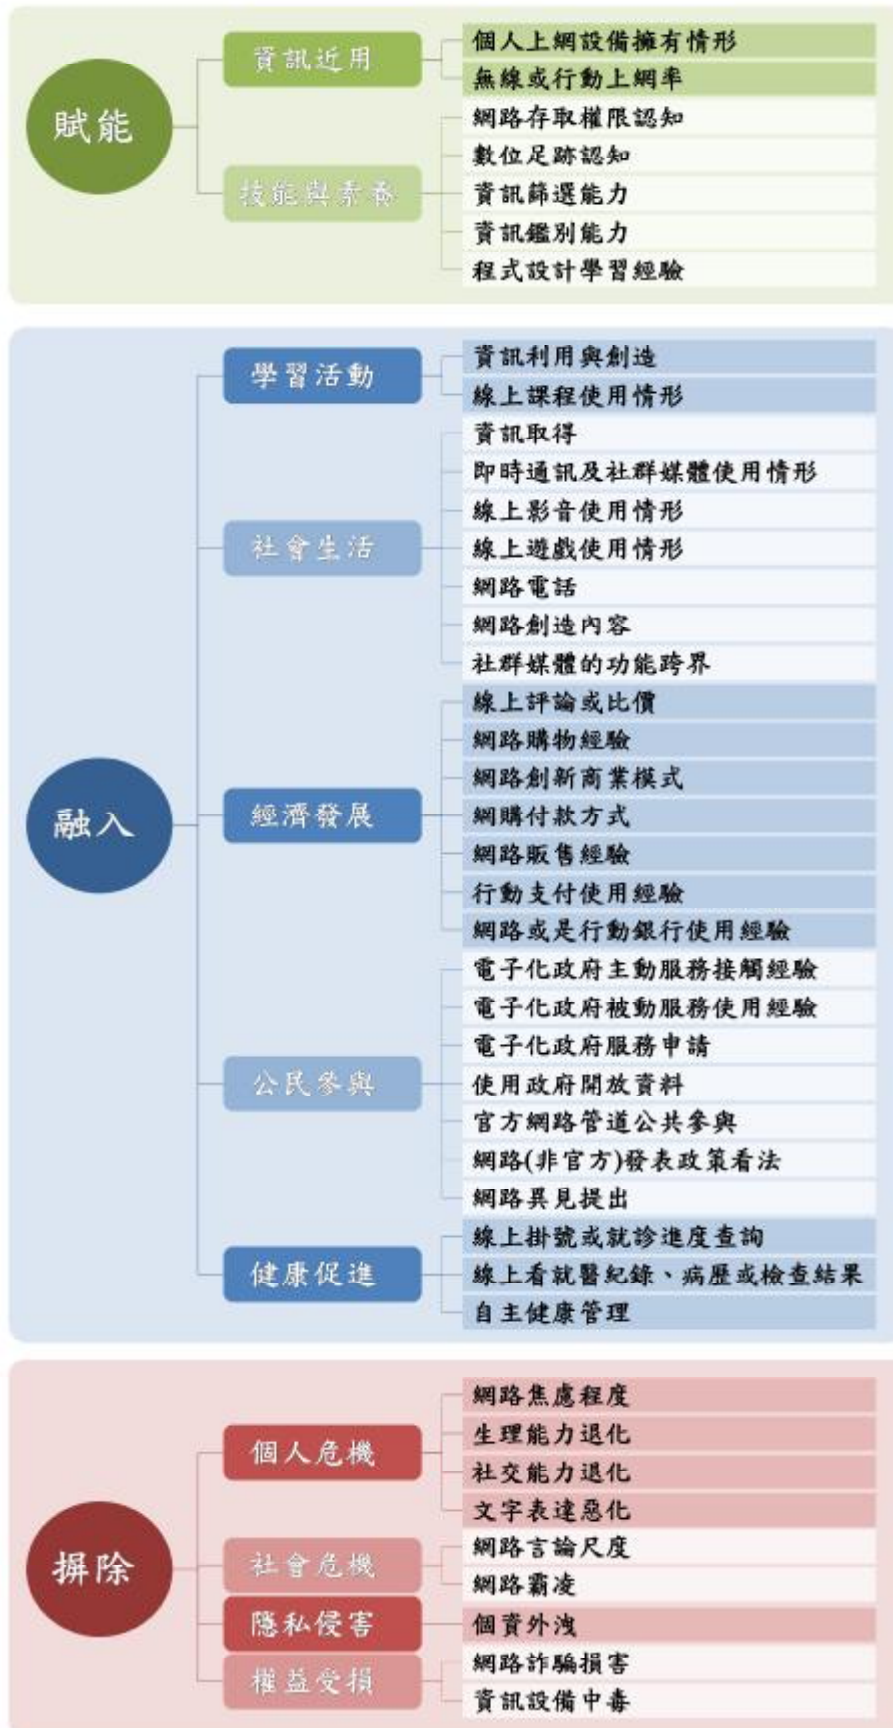 賦能
資訊近用
個人上網設備擁有情形
無線或行動上網率
技能與素養
網路存取權限認知
數位足跡認知
資訊篩選能力
資訊鑑別能力
程式設計學習經驗
融入
學習活動
資訊利用與創造
線上課程使用情形
社會生活
資訊取得
即時通訊及社群媒體使用情形
線上影音使用情形
線上遊戲使用情形
網路電話
網路創造內容
社群媒體的功能跨界
經濟發展
線上評論或比價
網路購物經驗
網路創新商業模式
網購付款方式
網路販售經驗
行動支付使用經驗
網路或是行動銀行使用經驗
公民參與
電子化政府主動服務接觸經驗
電子化政府被動服務使用經驗
電子化政府服務申請
使用政府開放資料
官方網路管道公共參與
網路(非官方)發表政策看法
網路異見提出
健康促進
線上掛號或就診進度查詢
線上看就醫紀錄、病歷或檢查結果
自主健康管理
摒除
個人危機
網路焦慮程度
生理能力退化
社交能力退化
文字表達惡化
社會危機
網路言論尺度
網路霸凌
隱私侵害
個資外洩
權益受損
網路詐騙損害
資訊設備中毒